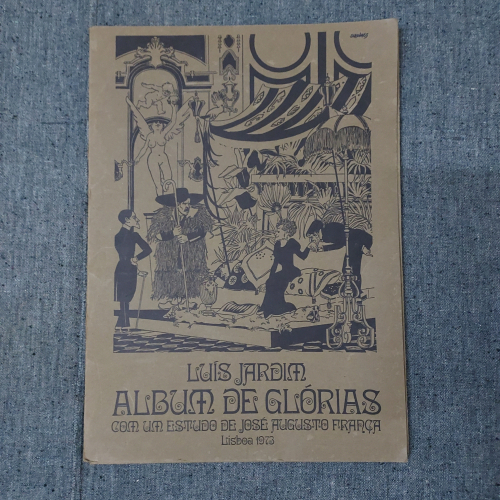 LUÍS JARDIM
ALBUM DE GLÓRIAS
COM UM ESTUDO DE JOSÉ AUGUSTO FRANÇA
Lisboa 1973